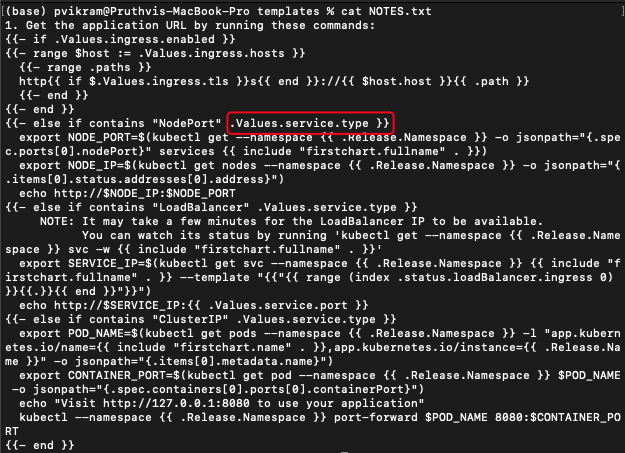 (base) pvikram@Pruthvis-MacBook-Pro templates % cat NOTES.txt
1. Get the application URL by running these commands:
{{- if .Values.ingress.enabled }}
{{- range $host := .Values.ingress.hosts }}
  {{- range .paths }}
  http{{ if $.Values.ingress.tls }}s{{ end }}://{{ $host.host }}{{ .path }}
  {{- end }}
{{- end }}
{{- else if contains "NodePort" .Values.service.type }}
  export NODE_PORT=$(kubectl get --namespace {{ .Release.Namespace }} -o jsonpath="{.spe
c.ports[0].nodePort}" services {{ include "firstchart.fullname" . }})
  export NODE_IP=$(kubectl get nodes --namespace {{ .Release.Namespace }} -o jsonpath="{
.items[0].status.addresses[0].address}")
  echo http://$NODE_IP:$NODE_PORT
{{- else if contains "LoadBalancer" .Values.service.type }}
     NOTE: It may take a few minutes for the LoadBalancer IP to be available.
           You can watch its status by running 'kubectl get --namespace {{ .Release.Name
space }} svc -w {{ include "firstchart.fullname" . }}'
  export SERVICE_IP=$(kubectl get svc --namespace {{ .Release.Namespace }} {{ include "f
irstchart.fullname" . }} --template "{{"{{ range (index .status.loadBalancer.ingress 0)
}}{{.}}{{ end }}"}}")
  echo http://$SERVICE_IP:{{ .Values.service.port }}
{{- else if contains "ClusterIP" .Values.service.type }}
  export POD_NAME=$(kubectl get pods --namespace {{ .Release.Namespace }} -l "app.kubern
etes.io/name={{ include "firstchart.name" . }},app.kubernetes.io/instance={{ .Release.Na
me }}" -o jsonpath="{.items[0].metadata.name}")
  export CONTAINER_PORT=$(kubectl get pod --namespace {{ .Release.Namespace }} $POD_NAME
 -o jsonpath="{.spec.containers[0].ports[0].containerPort}")
  echo "Visit http://127.0.0.1:8080 to use your application"
  kubectl --namespace {{ .Release.Namespace }} port-forward $POD_NAME 8080:$CONTAINER_PO
RT
{{- end }}